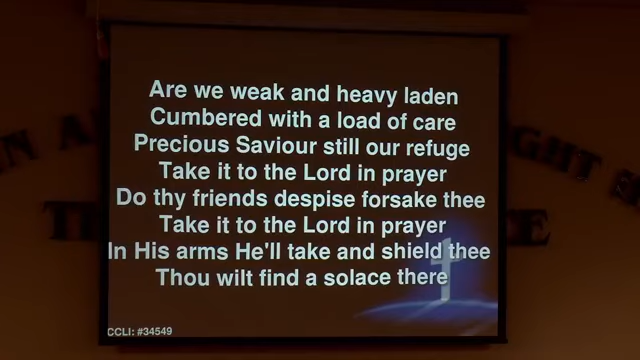 Are we weak and heavy laden
Cumbered with a load of care
Precious Saviour still our refuge
Take it to the Lord in prayer
Do thy friends despise forsake thee
Take it to the Lord in prayer
In His arms He'll take and shield thee
Thou wilt find a solace there
CCLI: #34549